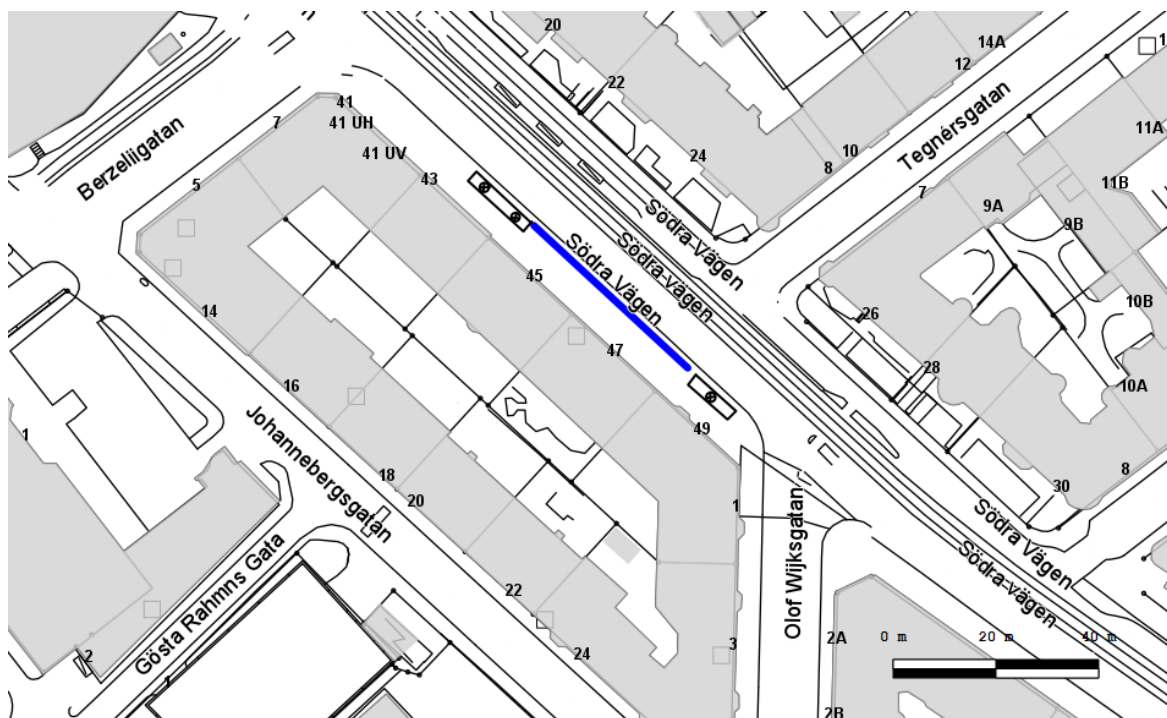 20
14A
12
1
22
41
41 UH
7
Berzeliigatan
41 UV
24
8
10
Tegnérsgatan
11A
5
43
7
11B
9A
9B
Södra Vägen
Södra vägen
Södra Vägen
45
10B
14
26
47
28
10A
16
1
49
Johannebergsgatan
18
20
1
30
8
Södra Vägen
Södra vägen
Olof Wijksgatan
Gösta Rahmns Gata
22
24
3
2A
2
1
2B
0 m
20 m
40 m